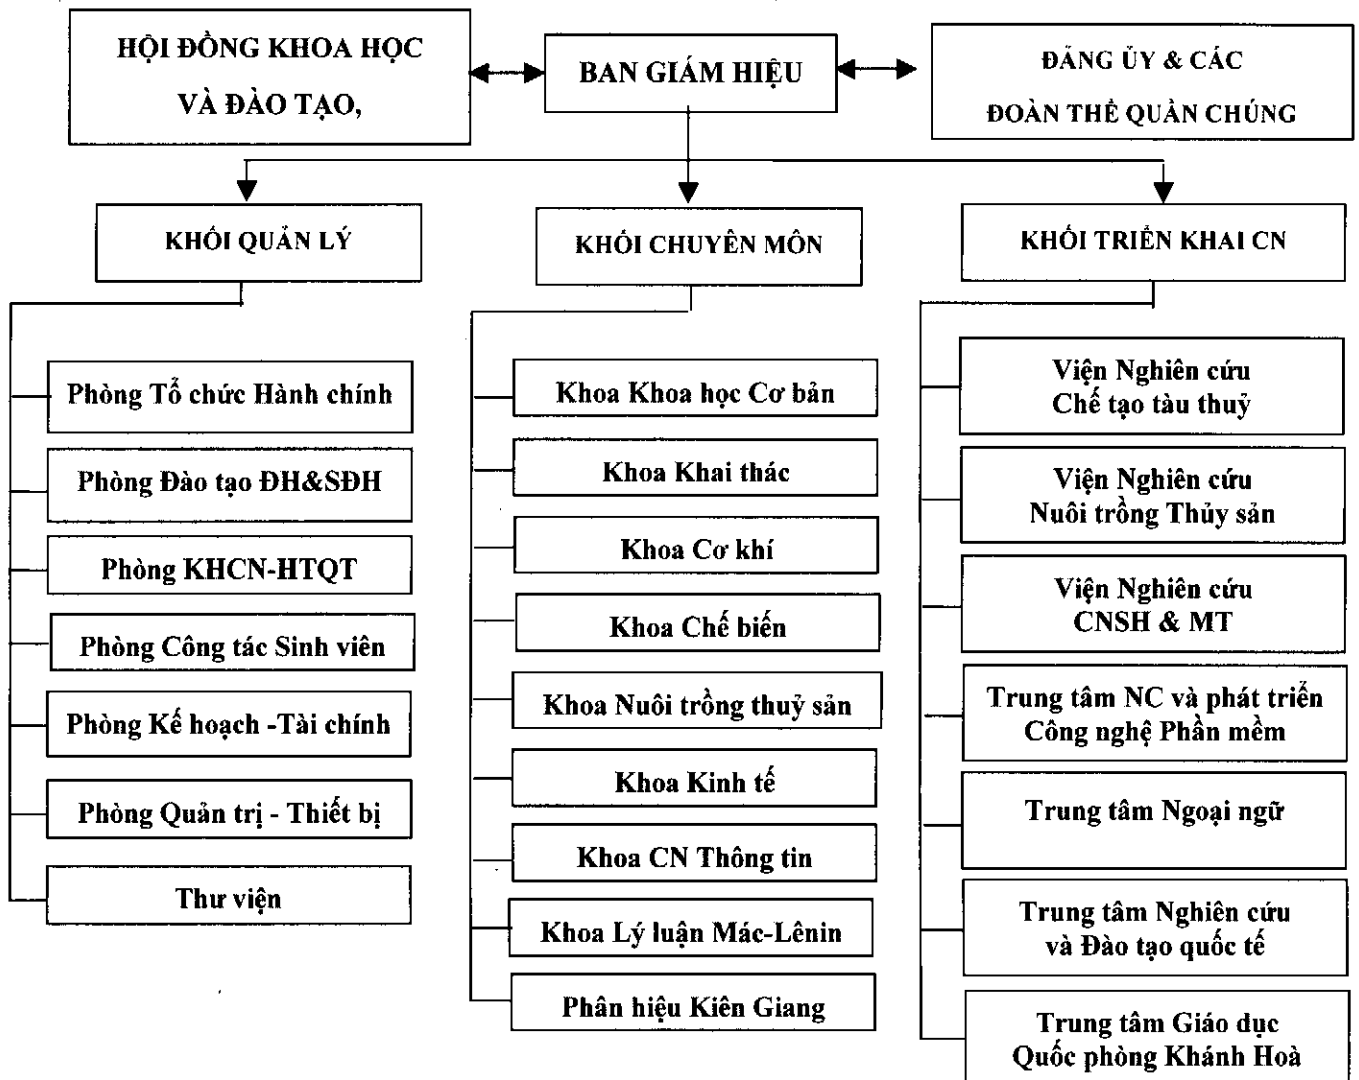 HỘI ĐỒNG KHOA HỌC
VÀ ĐÀO TẠO,
BAN GIÁM HIỆU
ĐẢNG ỦY & CÁC
ĐOÀN THỂ QUẦN CHÚNG
KHỐI QUẢN LÝ
KHỐI CHUYÊN MÔN
KHỐI TRIỂN KHAI CN
Phòng Tổ chức Hành chính
Phòng Đào tạo ĐH&SĐH
Phòng KHCN-HTQT
Phòng Công tác Sinh viên
Phòng Kế hoạch -Tài chính
Phòng Quản trị - Thiết bị
Thư viện
Khoa Khoa học Cơ bản
Khoa Khai thác
Khoa Cơ khí
Khoa Chế biến
Khoa Nuôi trồng thuỷ sản
Khoa Kinh tế
Khoa CN Thông tin
Khoa Lý luận Mác-Lênin
Phân hiệu Kiên Giang
Viện Nghiên cứu
Chế tạo tàu thuỷ
Viện Nghiên cứu
Nuôi trồng Thủy sản
Viện Nghiên cứu
CNSH & MT
Trung tâm NC và phát triển
Công nghệ Phần mềm
Trung tâm Ngoại ngữ
Trung tâm Nghiên cứu
và Đào tạo quốc tế
Trung tâm Giáo dục
Quốc phòng Khánh Hoà